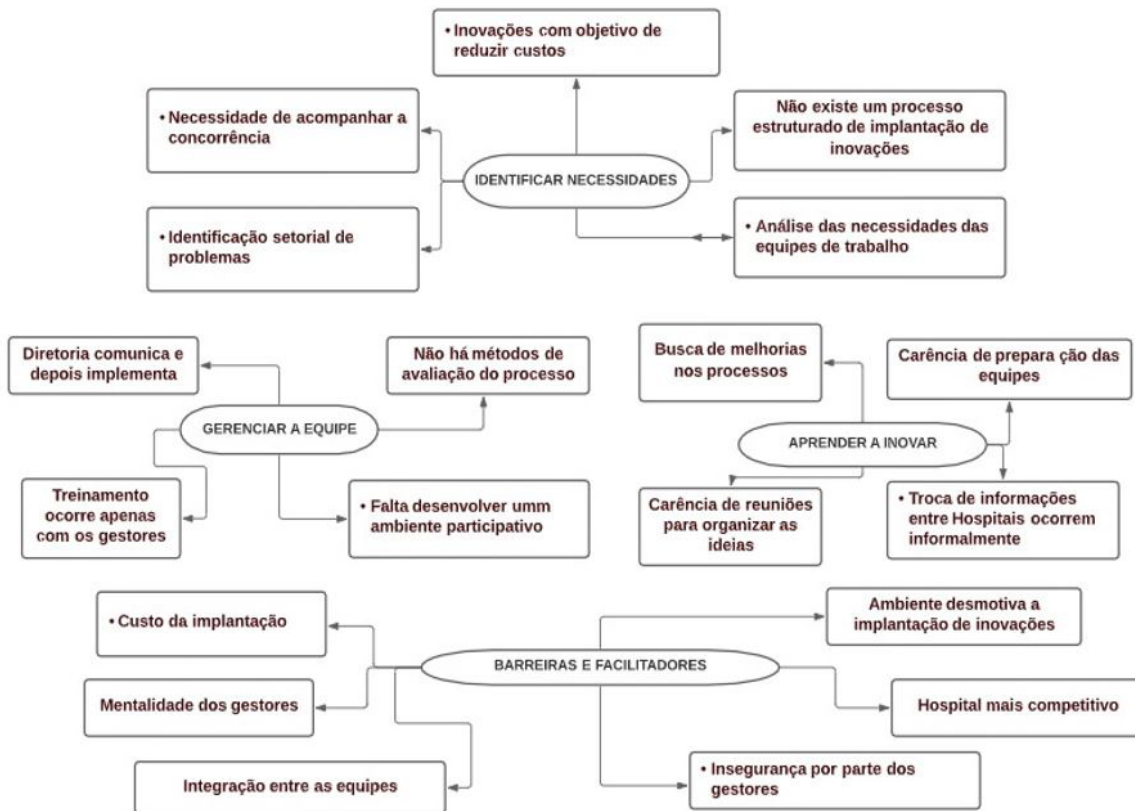 • Inovações com objetivo de
reduzir custos
• Necessidade de acompanhar a
concorrência
Não existe um processo
estruturado de implantação de
inovações
IDENTIFICAR NECESSIDADES
• Identificação setorial de
problemas
• Análise das necessidades das
equipes de trabalho
Diretoria comunica e
depois implementa
Não há métodos de
avaliação do processo
GERENCIAR A EQUIPE
Treinamento
ocorre apenas
com os gestores
• Falta desenvolver umm
ambiente participativo
Busca de melhorias
nos processos
Carência de prepara ção das
equipes
APRENDER A INOVAR
Carência de reuniões
para organizar as
ideias
• Troca de informações
entre Hospitais ocorrem
informalmente
• Custo da implantação
Ambiente desmotiva a
implantação de inovações
BARREIRAS E FACILITADORES
Mentalidade dos gestores
Hospital mais competitivo
Integração entre as equipes
• Insegurança por parte dos
gestores